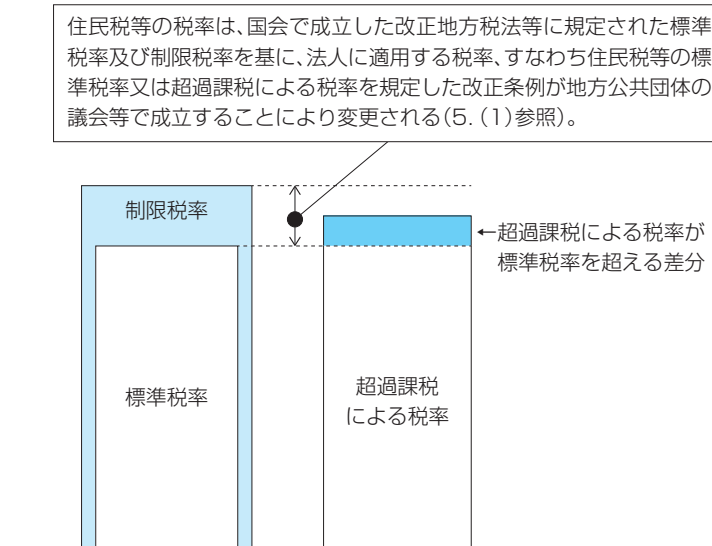 住民税等の税率は、国会で成立した改正地方税法等に規定された標準
税率及び制限税率を基に、法人に適用する税率、すなわち住民税等の標
準税率又は超過課税による税率を規定した改正条例が地方公共団体の
議会等で成立することにより変更される(5.(1)参照)。
制限税率
←超過課税による税率が
標準税率を超える差分
標準税率
超過課税
による税率